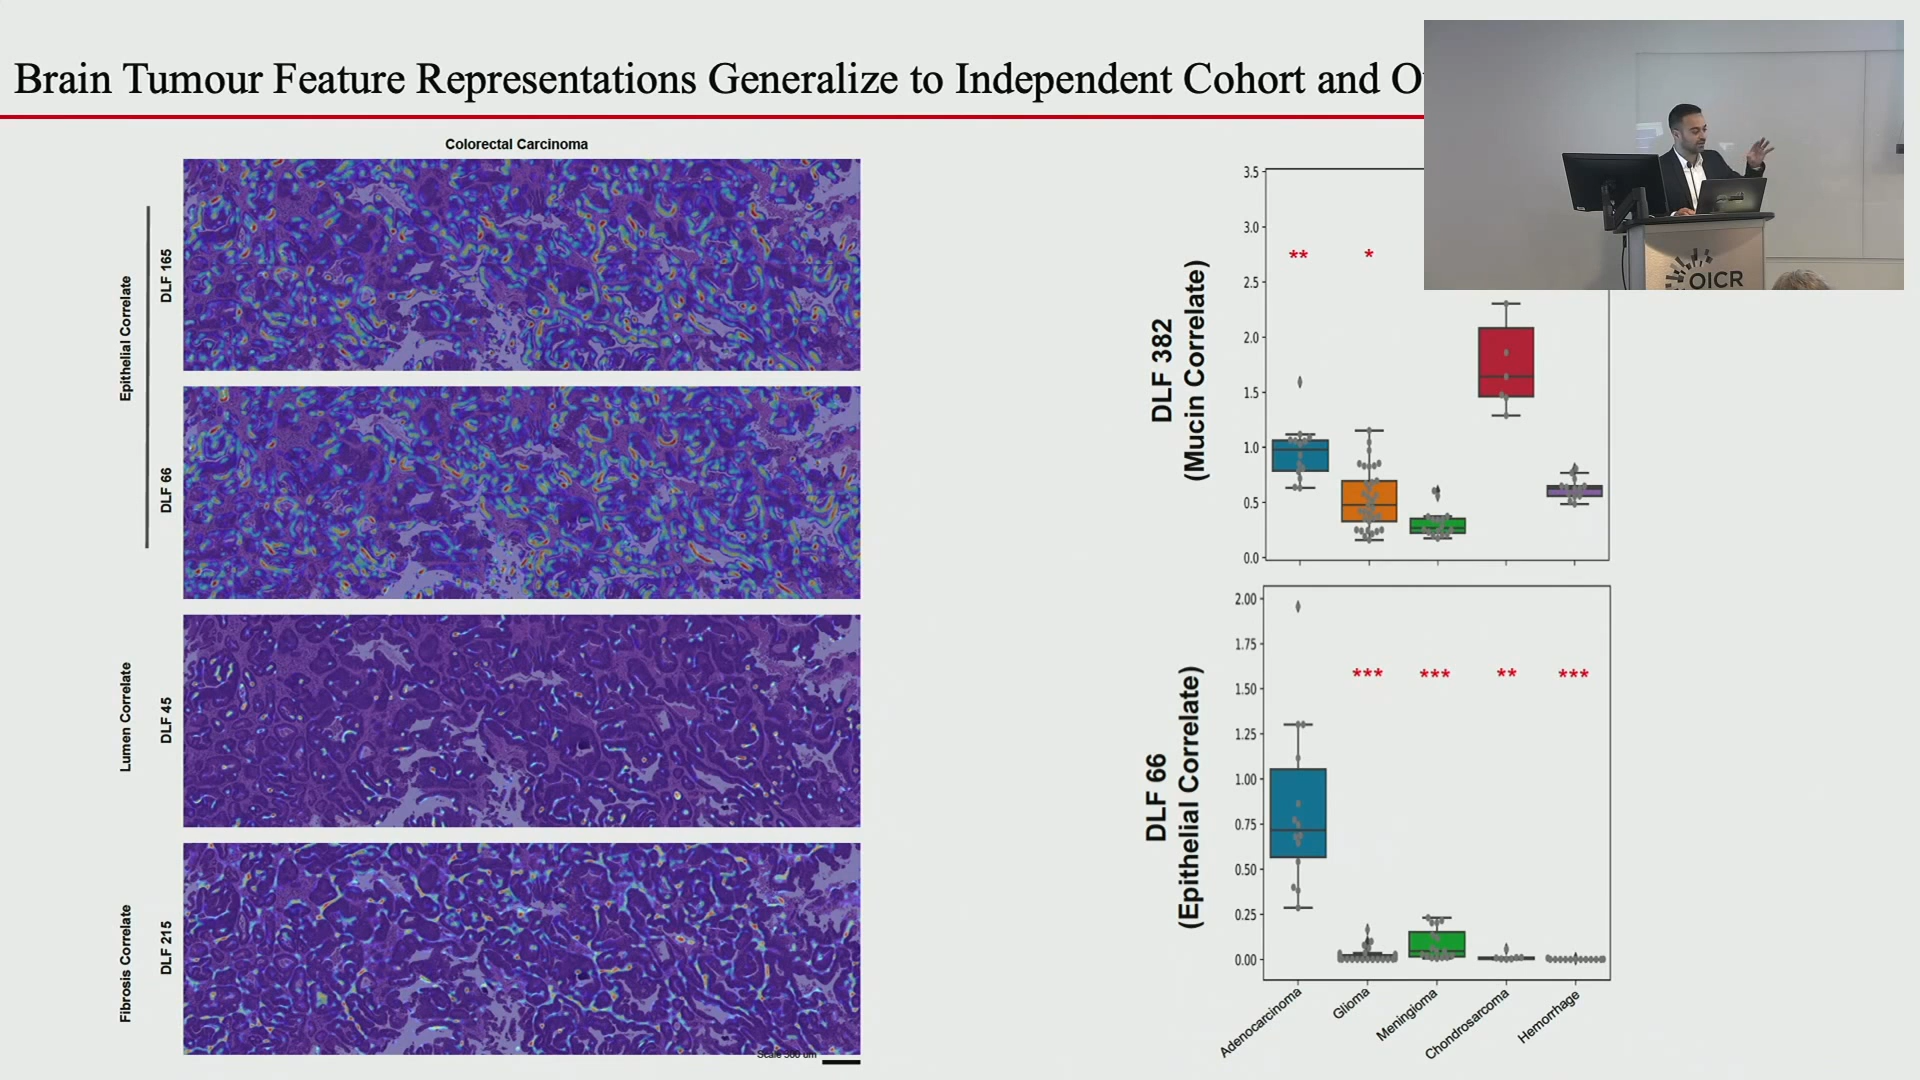 Brain Tumour Feature Representations Generalize to Independent Cohort and
Colorectal Carcinoma
Epithelial Correlate
DLF 165
DLF 66
Lumen Correlate
DLF 45
Fibrosis Correlate
DLF 215
Scale 500 um
DLF 382
(Mucin Correlate)
3.5
3.0
2.5
2.0
1.5
1.0
0.5
0.0
** *
DLF 66
(Epithelial Correlate)
2.00
1.75
1.50
1.25
1.00
0.75
0.50
0.25
0.00
*** *** ** ***
Adenocarcinoma
Glioma
Meningioma
Chondrosarcoma
Hemorrhage
OICR